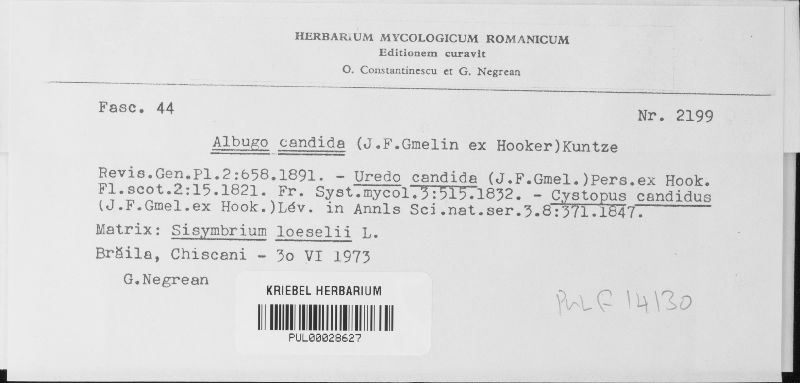 HERBARIUM MYCOLOGICUM ROMANICUM
Editionem curavit
O. Constantinescu et G. Negrean
Fasc. 44
Nr. 2199
Albugo candida (J.F.Gmelin ex Hooker)Kuntze
Revis.Gen.Pl.2:658.1891. - Uredo candida (J.F.Gmel.)Pers.ex Hook.
Fl.scot.2:15.1821. Fr. Syst.mycol.3:515.1832. - Cystopus candidus
(J.F.Gmel.ex Hook.)Lév. in Annls Sci.nat.ser.3.8:371.1847.
Matrix: Sisymbrium loeselii L.
Brăila, Chiscani - 3o VI 1973
G.Negrean
KRIEBEL HERBARIUM
PUL00028627
PUL F 14130